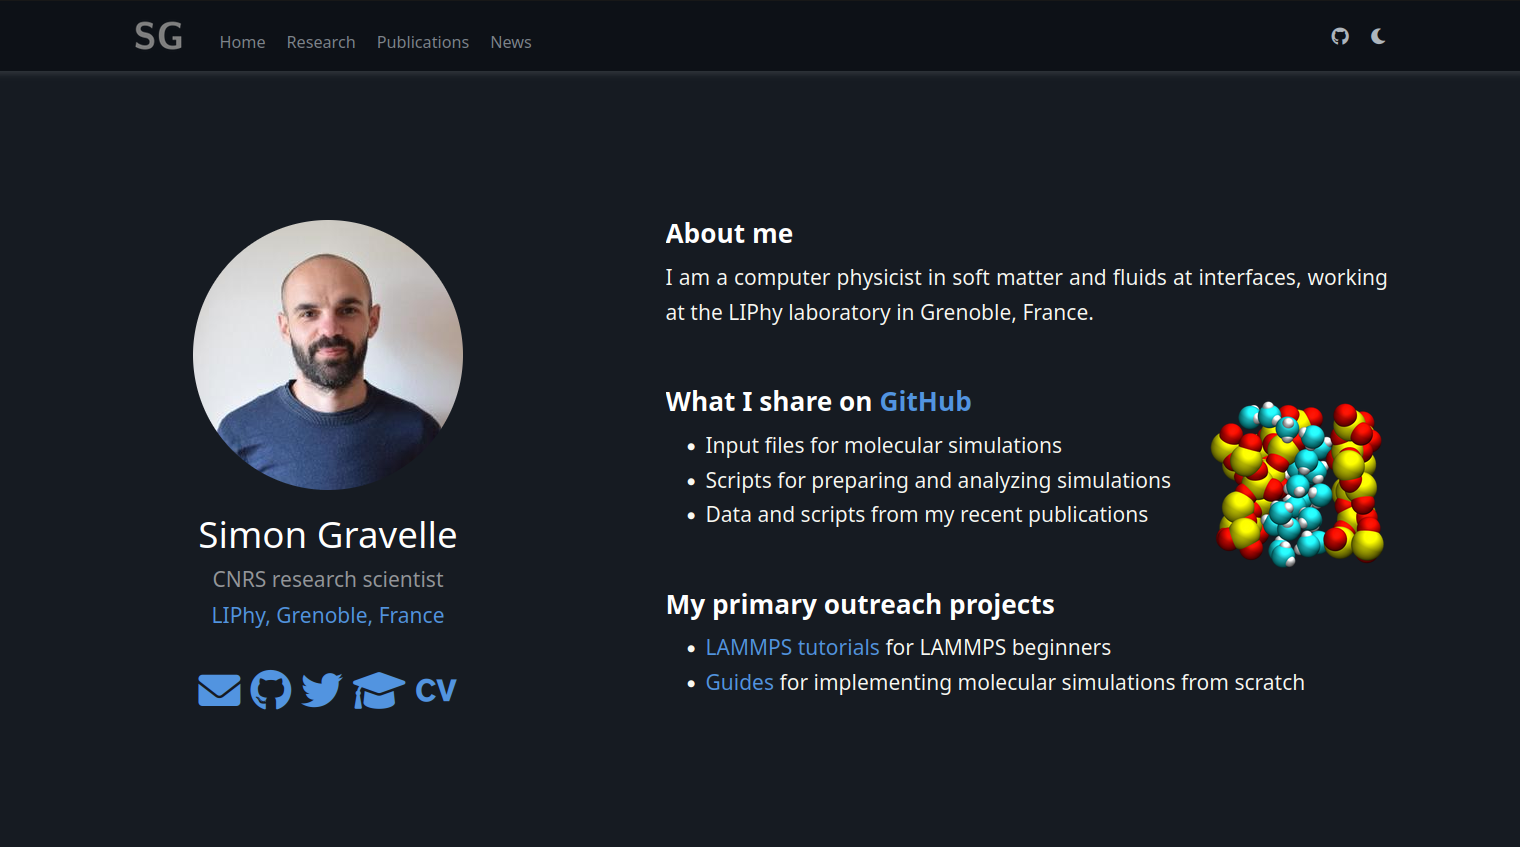 SG
Home
Research
Publications
News
Simon Gravelle
CNRS research scientist
LIPhy, Grenoble, France
CV
About me
I am a computer physicist in soft matter and fluids at interfaces, working
at the LIPhy laboratory in Grenoble, France.
What I share on GitHub
• Input files for molecular simulations
• Scripts for preparing and analyzing simulations
• Data and scripts from my recent publications
My primary outreach projects
• LAMMPS tutorials for LAMMPS beginners
• Guides for implementing molecular simulations from scratch